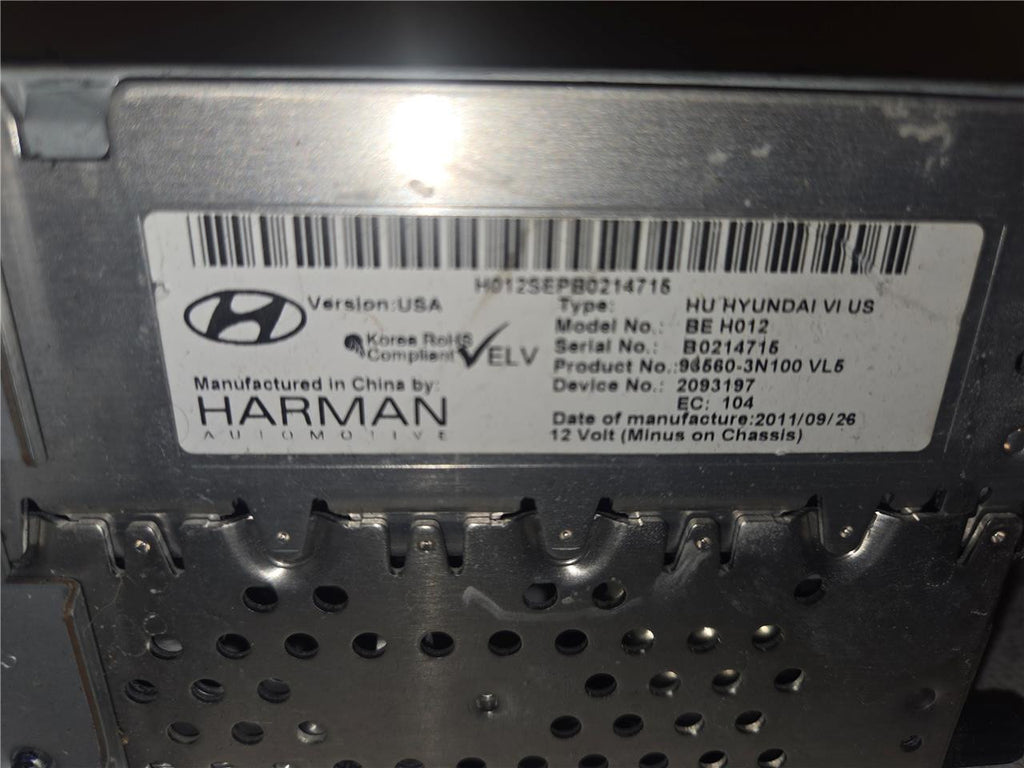 H012SEPB0214715
Version:USA
Type: HU HYUNDAI VI US
Model No.: BE H012
Korea RoHS
Compliant
ELV
Serial No.: B0214715
Product No.:96560-3N100 VL5
Manufactured in China by:
Device No.: 2093197
HARMAN
AUTOMOTIVE
EC: 104
Date of manufacture:2011/09/26
12 Volt (Minus on Chassis)